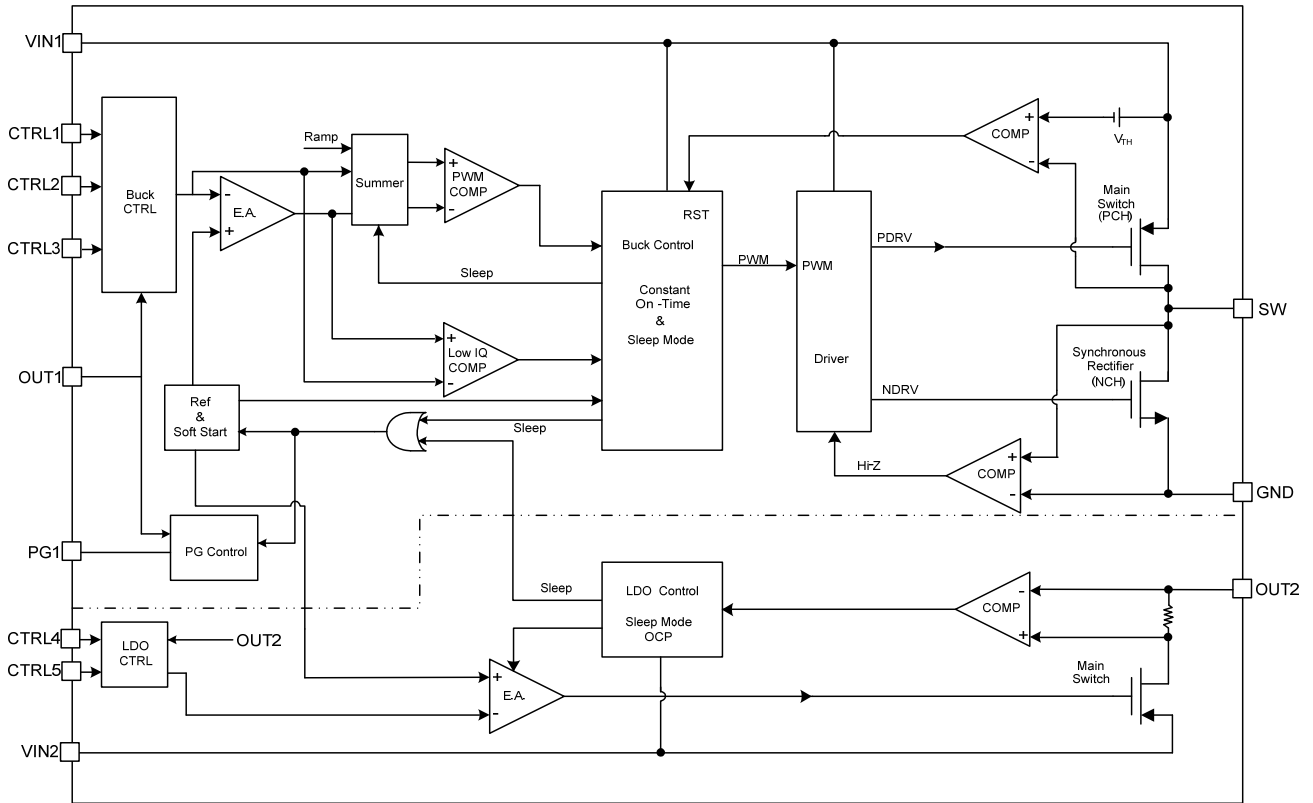 VIN1
CTRL1
CTRL2
CTRL3
Buck
CTRL
Ramp
Summer
-
E.A.
+
+
PWM
COMP
-
Sleep
+
Low IQ
COMP
-
RST
Buck Control
Constant
On -Time
&
Sleep Mode
PWM
PWM
Driver
PDRV
NDRV
Hi-Z
+
COMP
-
VTH
Main
Switch
(PCH)
SW
Synchronous
Rectifier
(NCH)
+
COMP
-
GND
OUT1
Ref
&
Soft Start
Sleep
PG1
PG Control
CTRL4
CTRL5
LDO
CTRL
OUT2
Sleep
LDO Control
Sleep Mode
OCP
-
COMP
+
OUT2
+
E.A.
-
Main
Switch
VIN2